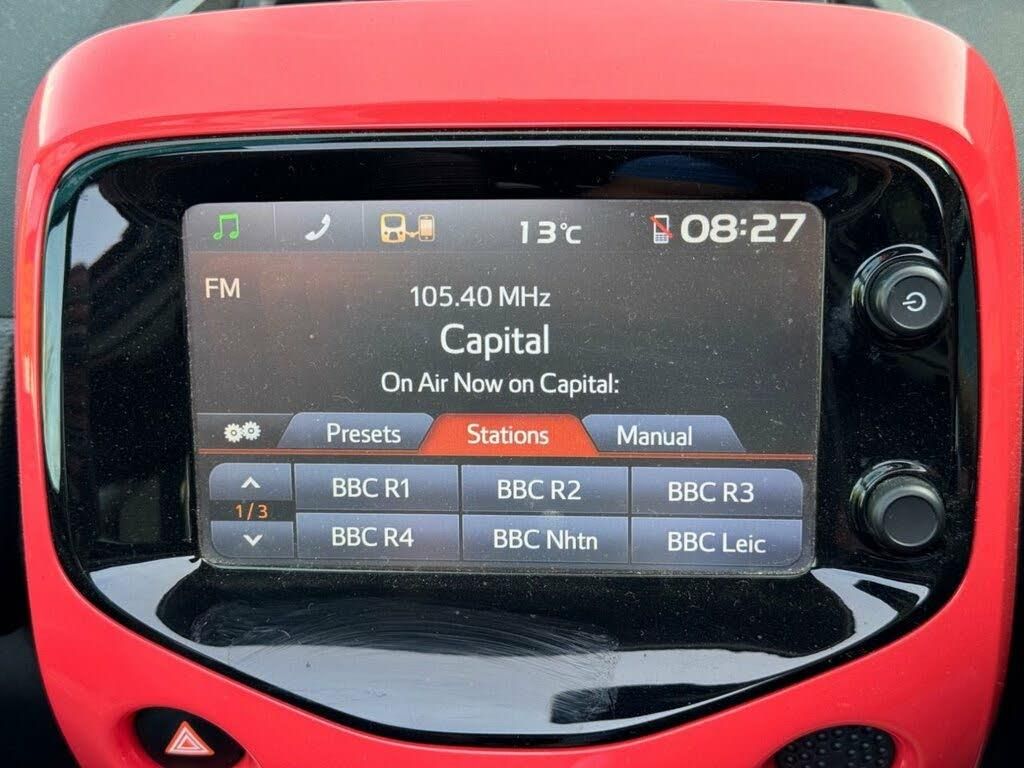 13°C 08:27
FM
105.40 MHz
Capital
On Air Now on Capital:
Presets Stations Manual
BBC R1 BBC R2 BBC R3
1/3
BBC R4 BBC Nhtn BBC Leic